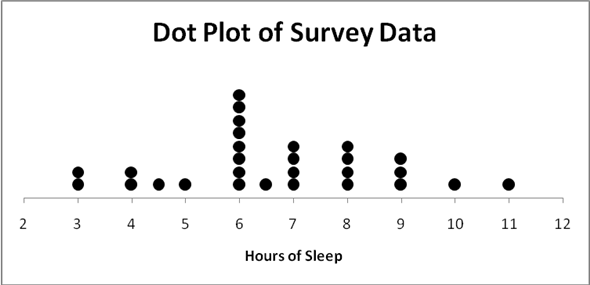 Dot Plot of Survey Data
2 3 4 5 6 7 8 9 10 11 12
Hours of Sleep